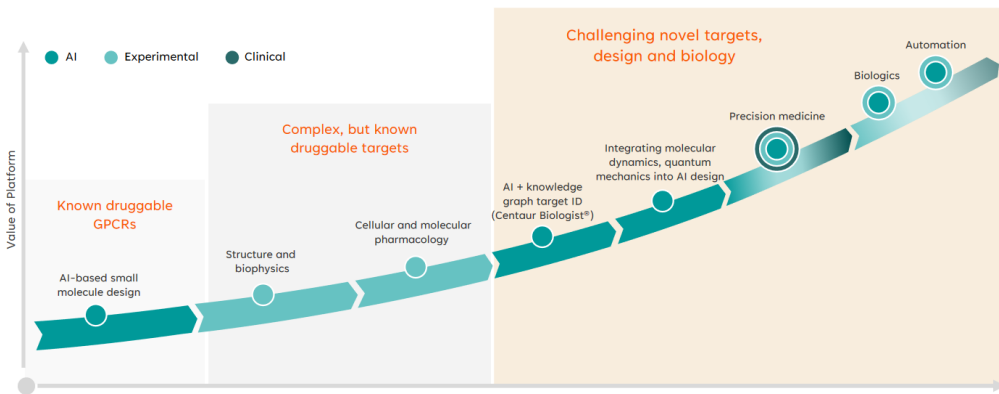 AI
Experimental
Clinical
Value of Platform
Known druggable
GPCRs
AI-based small
molecule design
Complex, but known
druggable targets
Structure and
biophysics
Cellular and molecular
pharmacology
Challenging novel targets,
design and biology
AI + knowledge
graph target ID
(Centaur Biologist®)
Integrating molecular
dynamics, quantum
mechanics into AI design
Precision medicine
Biologics
Automation